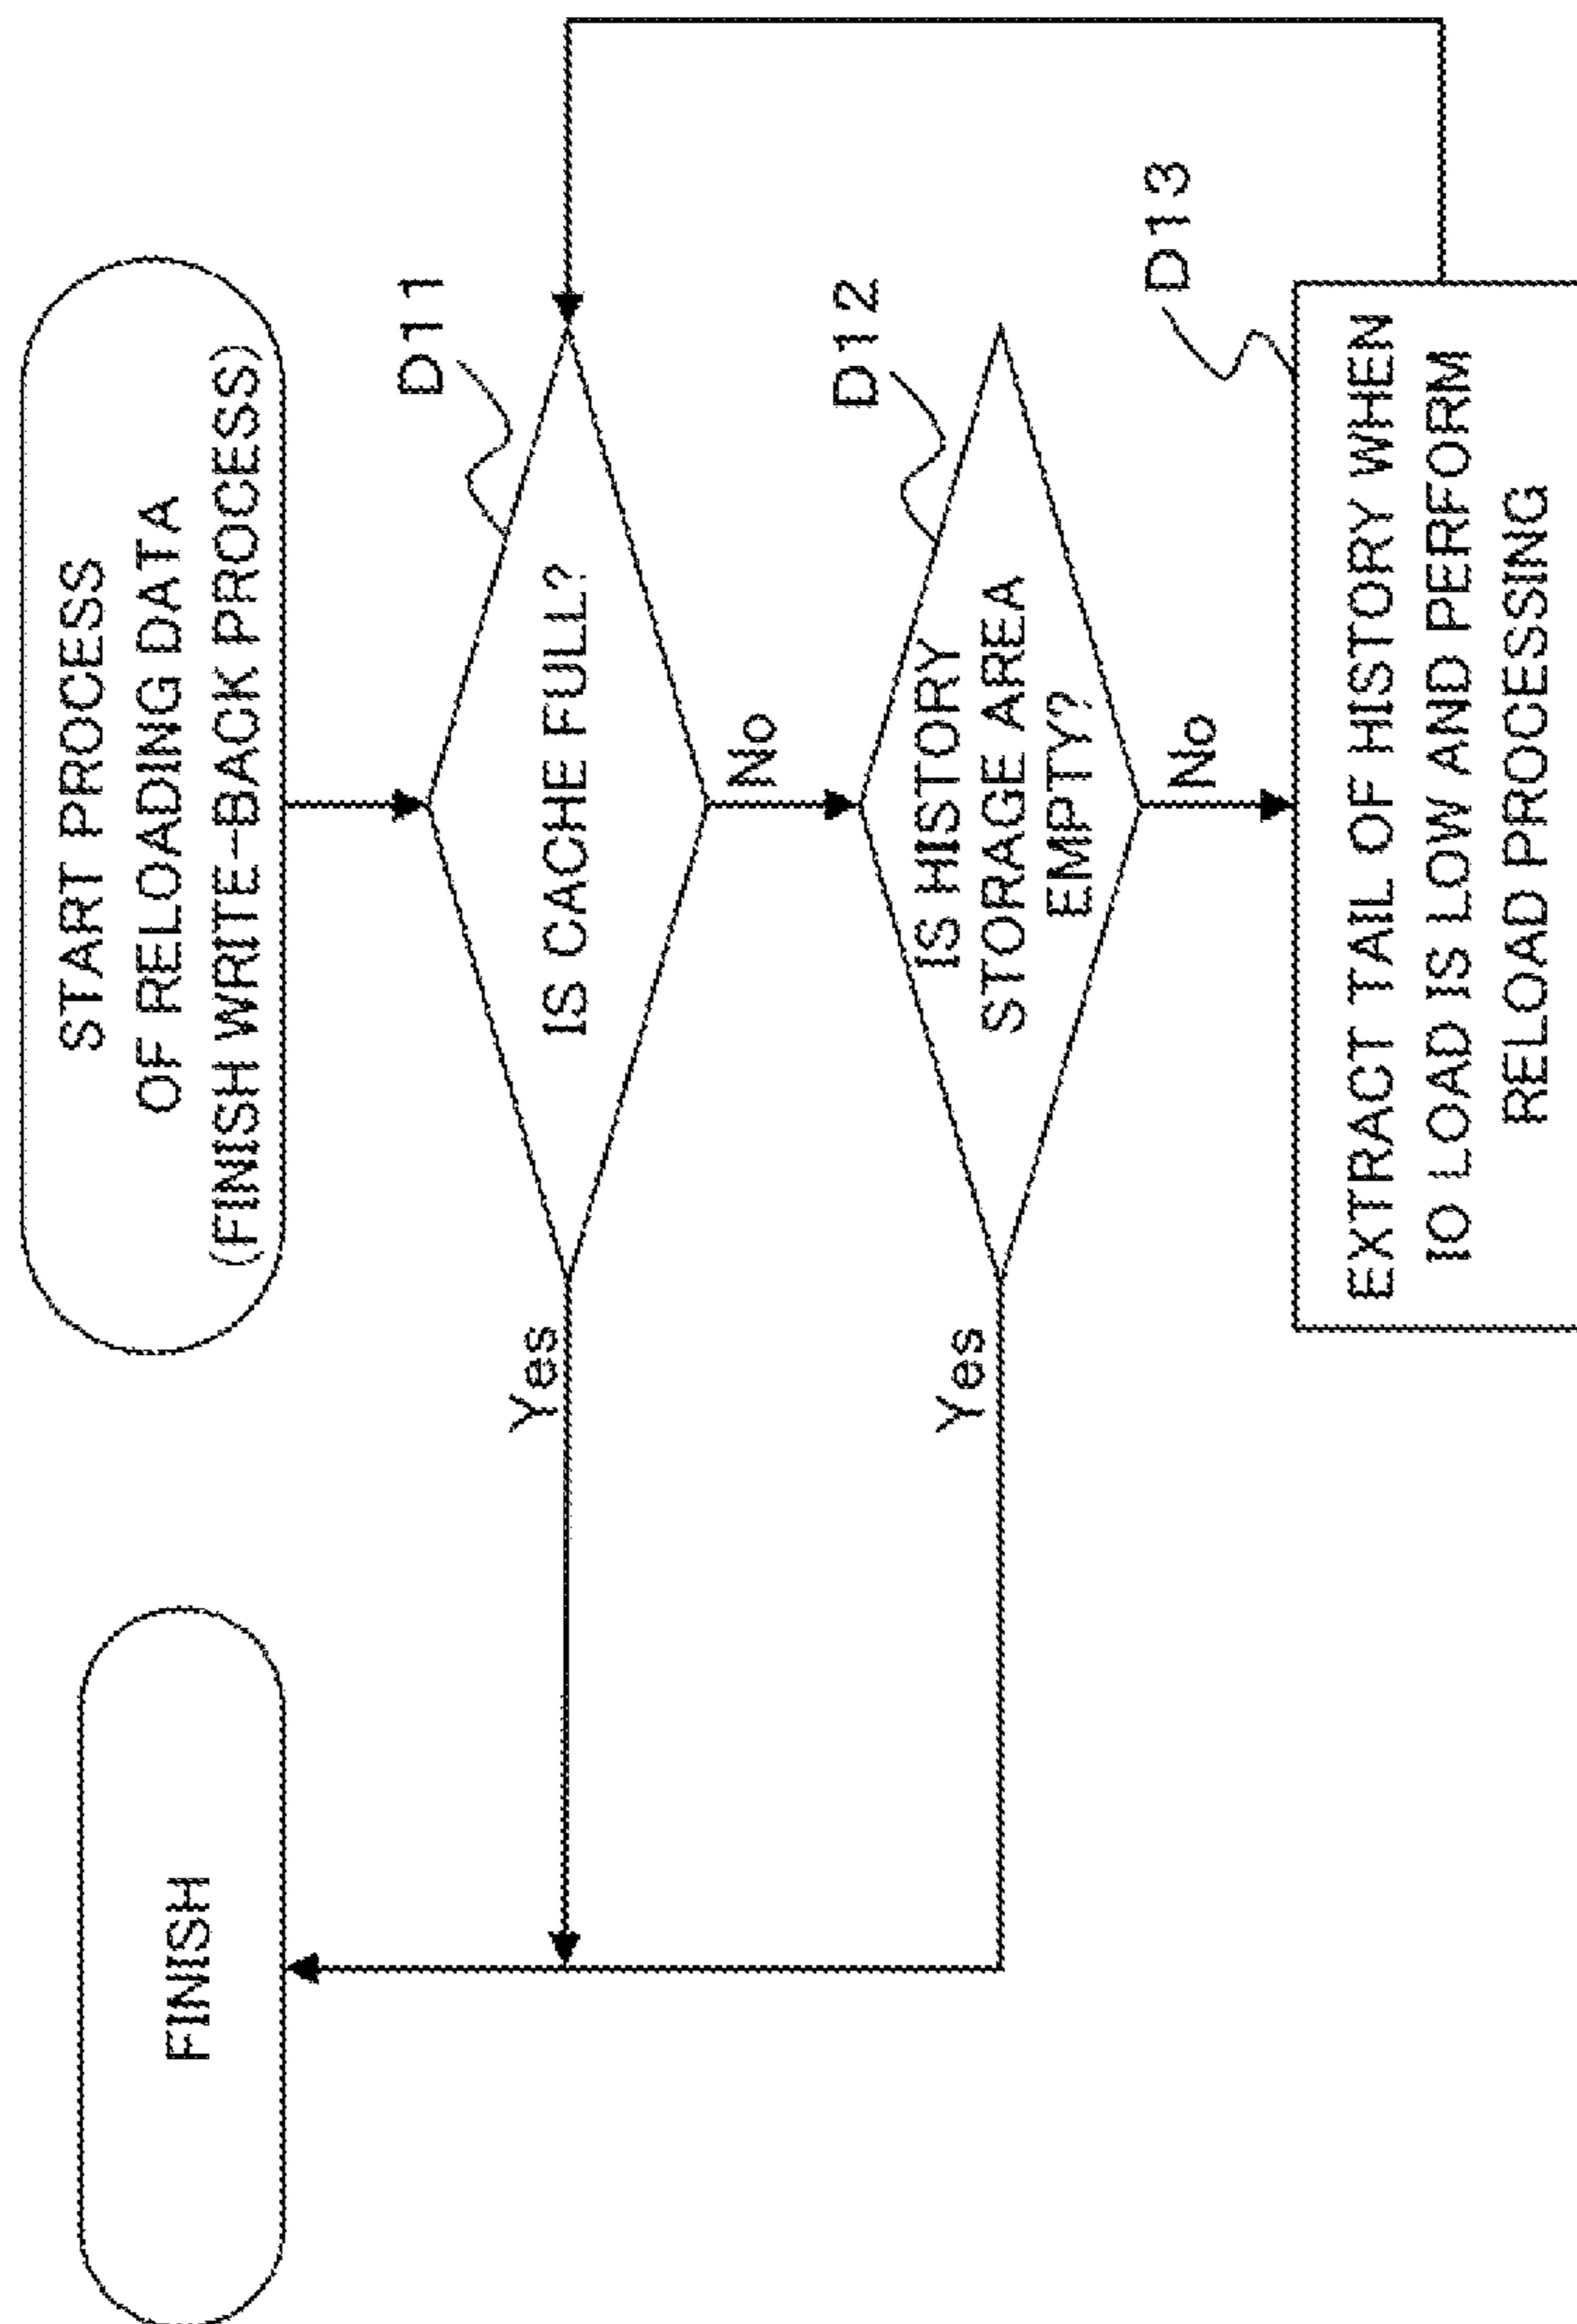 START PROCESS
OF RELOADING DATA
(FINISH WRITE-BACK PROCESS)
D11
IS CACHE FULL?
Yes
No
D12
IS HISTORY
STORAGE AREA
EMPTY?
Yes
No
D13
EXTRACT TAIL OF HISTORY WHEN
IO LOAD IS LOW AND PERFORM
RELOAD PROCESSING
FINISH